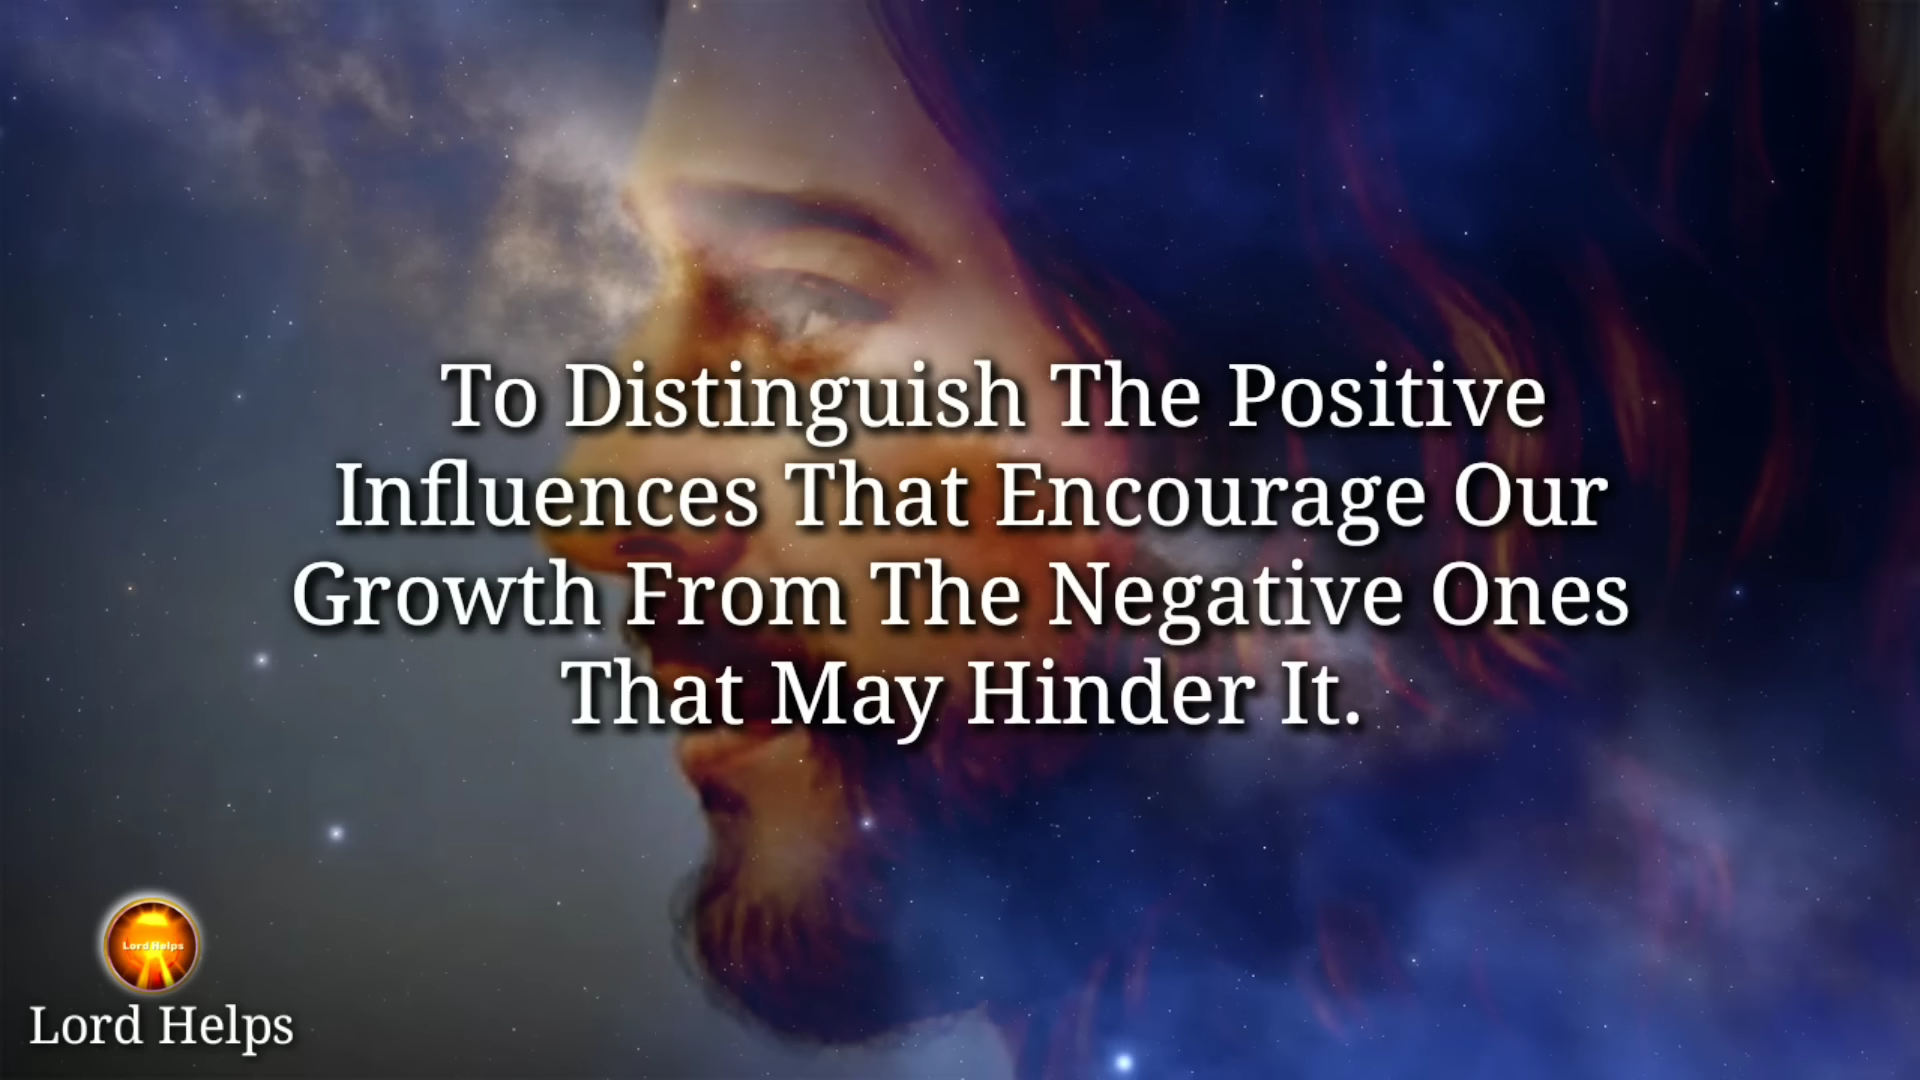 To Distinguish The Positive
Influences That Encourage Our
Growth From The Negative Ones
That May Hinder It.
Lord Helps
Lord Helps